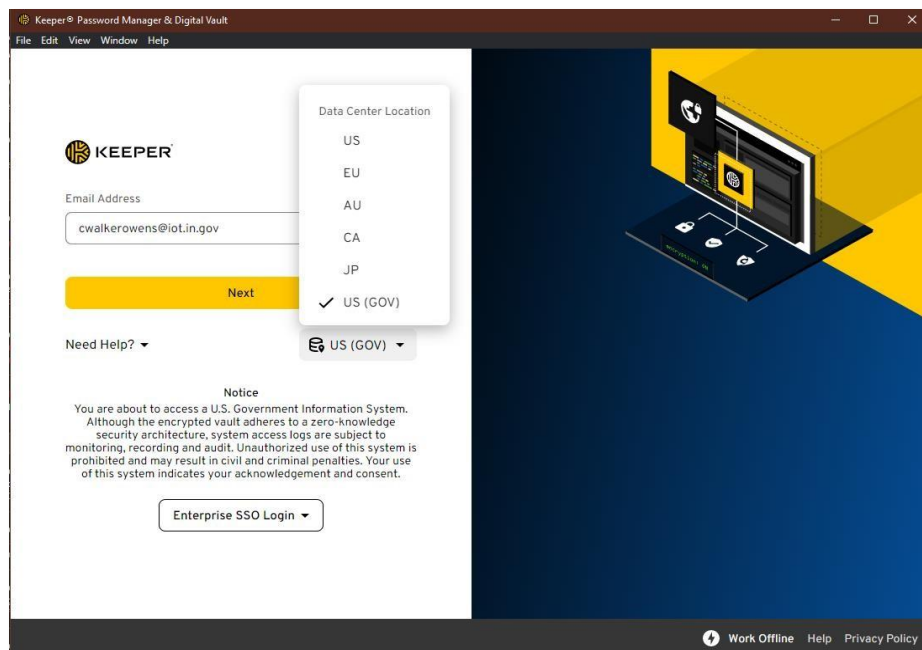 Keeper® Password Manager & Digital Vault
File Edit View Window Help
Data Center Location
US
EU
AU
CA
JP
US (GOV)
KEEPER
Email Address
cwalkerowens@iot.in.gov
Next
Need Help?
US (GOV)
Notice
You are about to access a U.S. Government Information System.
Although the encrypted vault adheres to a zero-knowledge
security architecture, system access logs are subject to
monitoring, recording and audit. Unauthorized use of this system is
prohibited and may result in civil and criminal penalties. Your use
of this system indicates your acknowledgement and consent.
Enterprise SSO Login
encryption: on
Work Offline Help Privacy Policy